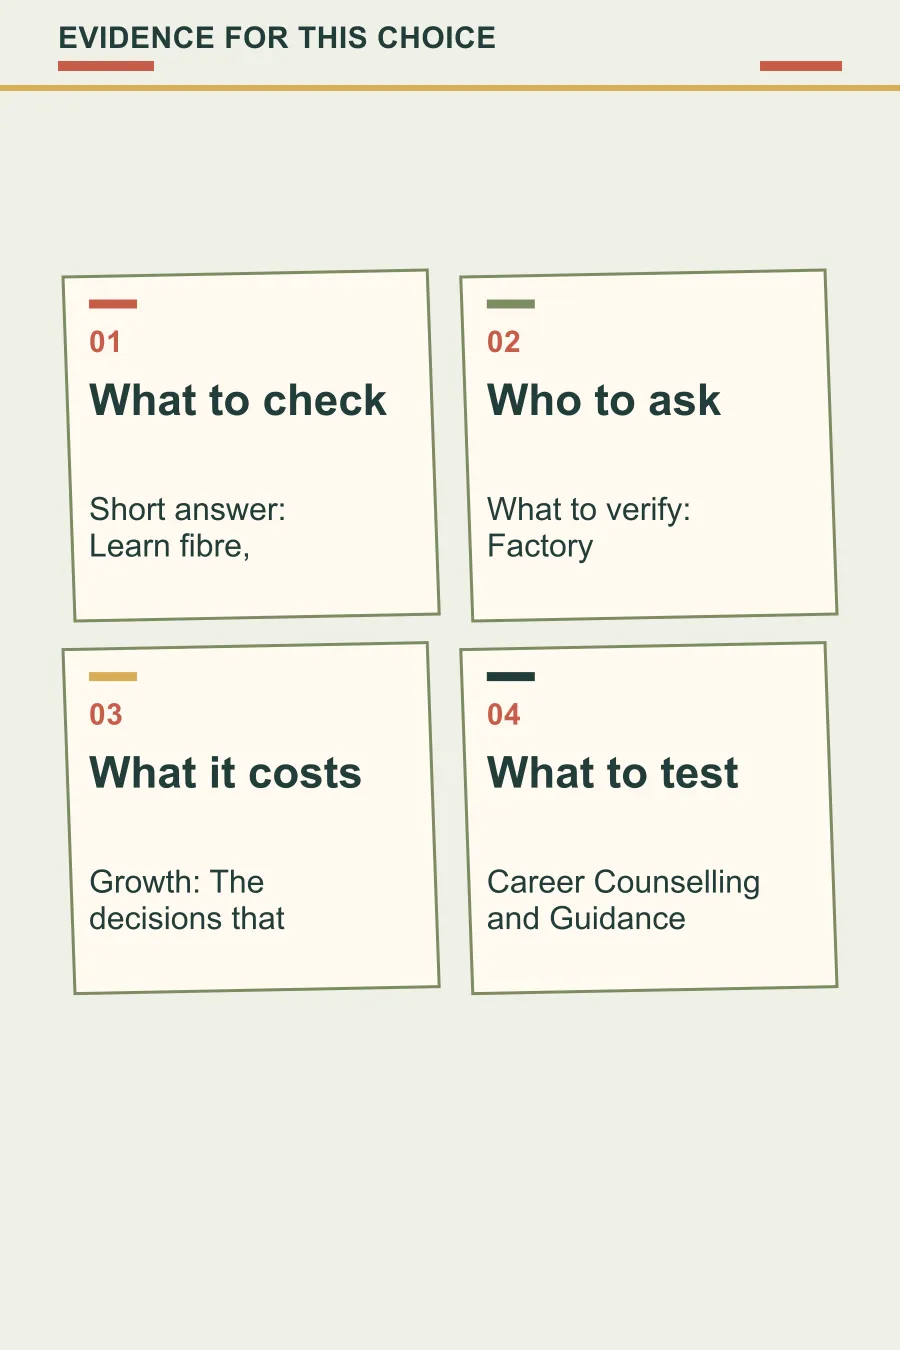 EVIDENCE FOR THIS CHOICE
01
What to check
Short answer:
Learn fibre,
02
Who to ask
What to verify:
Factory
03
What it costs
Growth: The
decisions that
04
What to test
Career Counselling
and Guidance